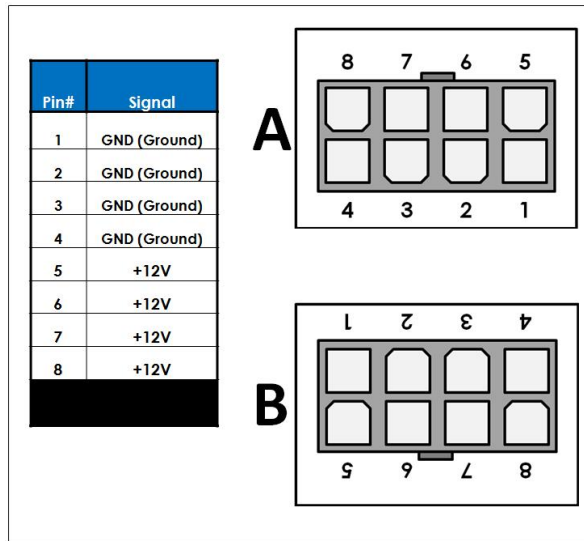 Pin# Signal
1 GND (Ground)
2 GND (Ground)
3 GND (Ground)
4 GND (Ground)
5 +12V
6 +12V
7 +12V
8 +12V
A
8 7 6 5
4 3 2 1
B
1 2 3 4
5 6 7 8